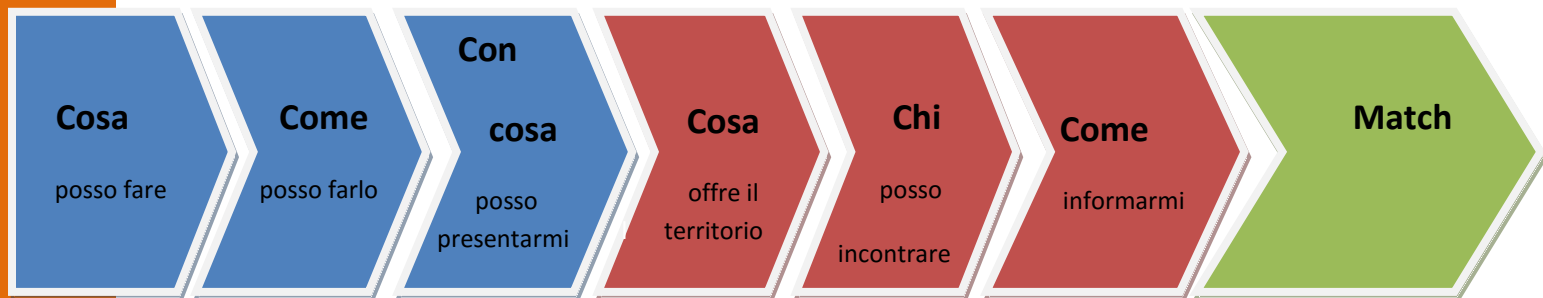 Cosa
posso fare
Come
posso farlo
Con
cosa
posso
presentarmi
Cosa
offre il
territorio
Chi
posso
incontrare
Come
informarmi
Match